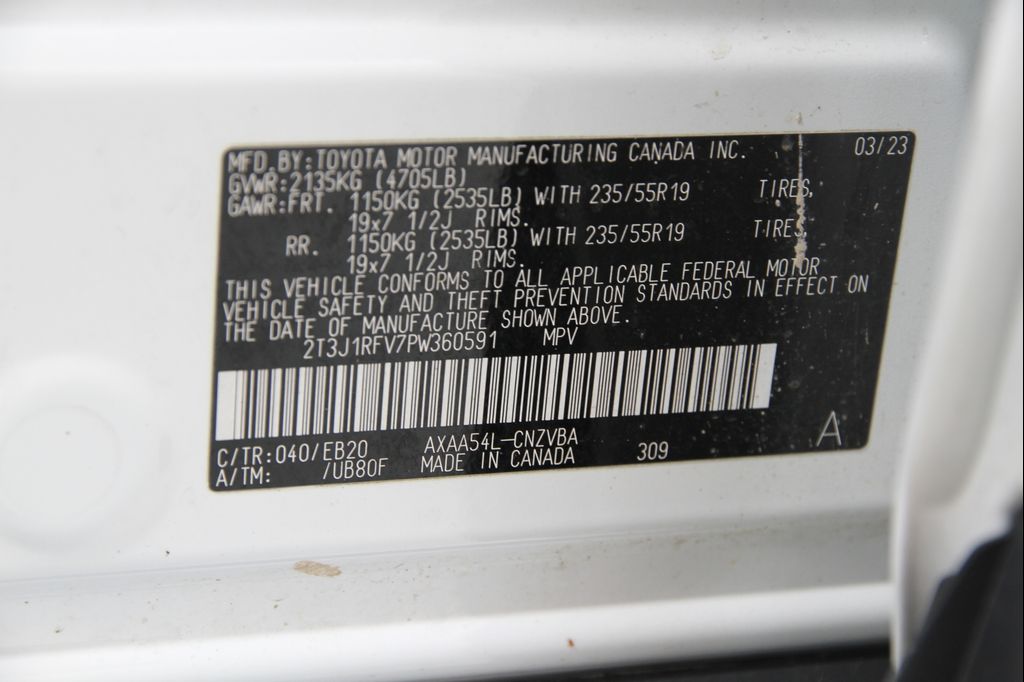 MFD.BY:TOYOTA MOTOR MANUFACTURING CANADA INC. 03/23
GVWR:2135KG (4705LB)
GAWR:FRT. 1150KG (2535LB) WITH 235/55R19 TIRES,
19x7 1/2J RIMS.
RR. 1150KG (2535LB) WITH 235/55R19 TIRES,
19x7 1/2J RIMS.
THIS VEHICLE CONFORMS TO ALL APPLICABLE FEDERAL MOTOR
VEHICLE SAFETY AND THEFT PREVENTION STANDARDS IN EFFECT ON
THE DATE OF MANUFACTURE SHOWN ABOVE.
2T3J1RFV7PW360591 MPV
C/TR:040/EB20 AXAA54L-CNZVBA A
A/TM: /UB80F MADE IN CANADA 309